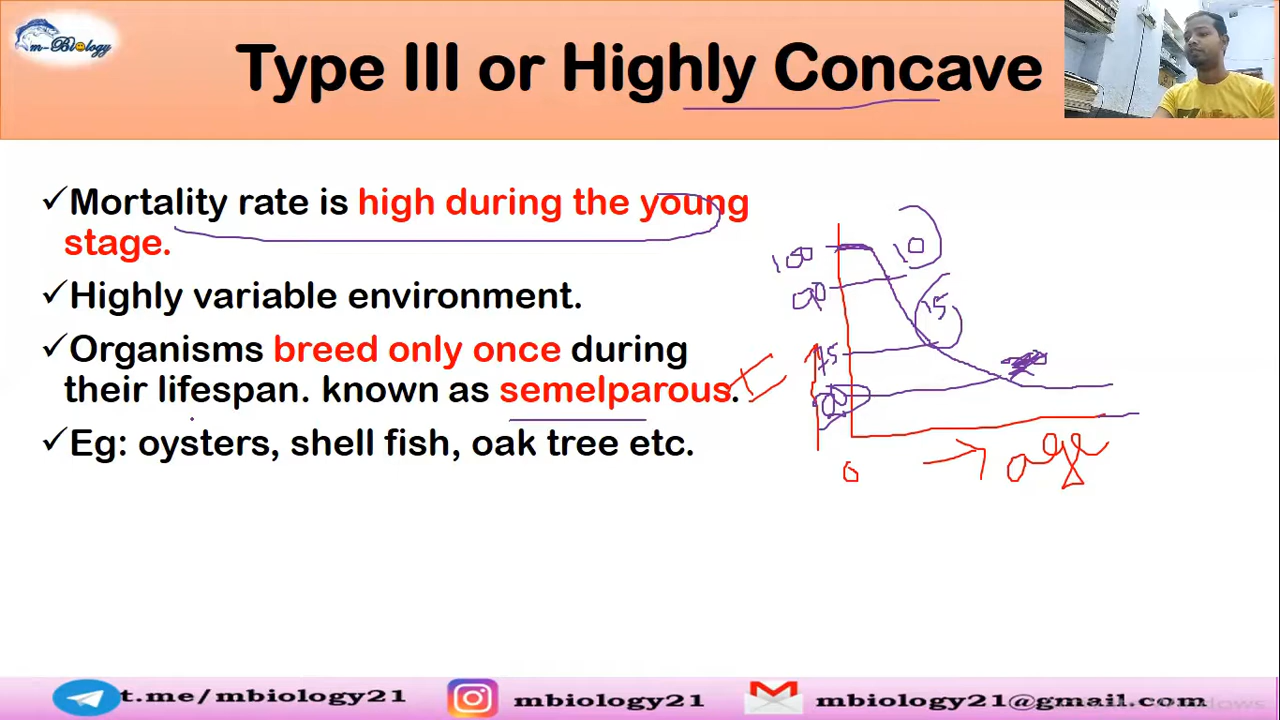 m-Biology
Type III or Highly Concave
✓Mortality rate is high during the young
stage.
✓Highly variable environment.
✓Organisms breed only once during
their lifespan. known as semelparous.
✓Eg: oysters, shell fish, oak tree etc.
100
10
90
15
75
0
→ age
t.me/mbiology21
mbiology21
mbiology21@gmail.com